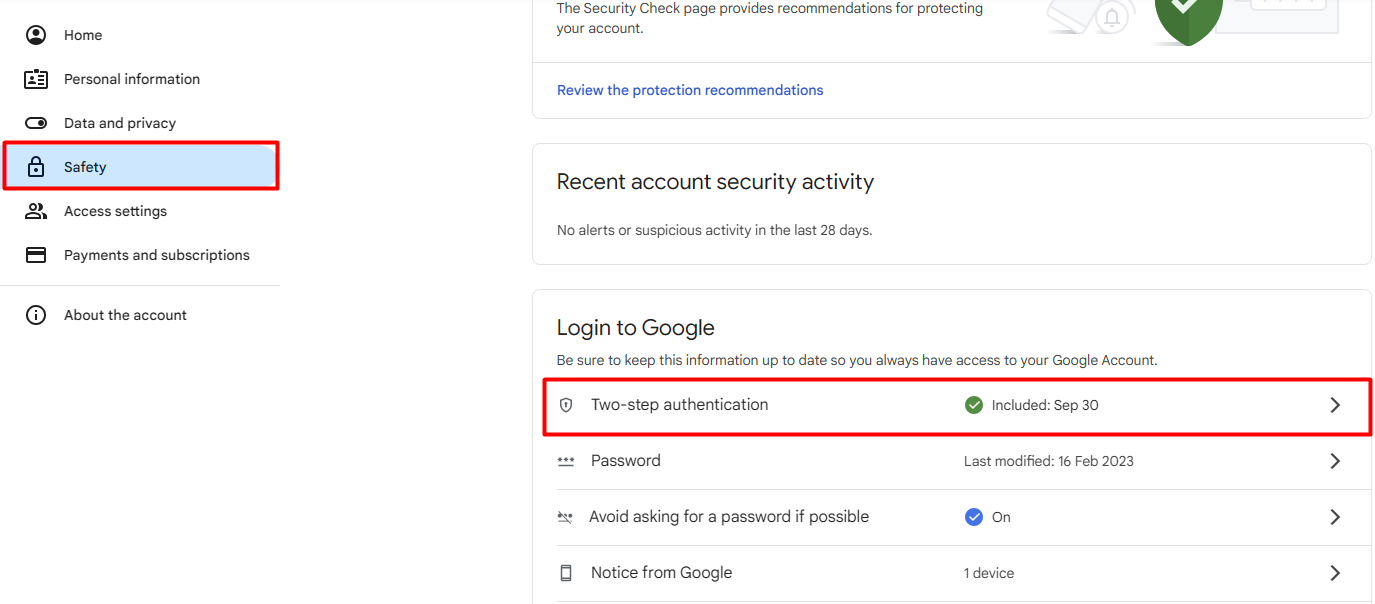 Home
Personal information
Data and privacy
Safety
Access settings
Payments and subscriptions
About the account
The Security Check page provides recommendations for protecting
your account.
Review the protection recommendations
Recent account security activity
No alerts or suspicious activity in the last 28 days.
Login to Google
Be sure to keep this information up to date so you always have access to your Google Account.
Two-step authentication Included: Sep 30
Password Last modified: 16 Feb 2023
Avoid asking for a password if possible On
Notice from Google 1 device